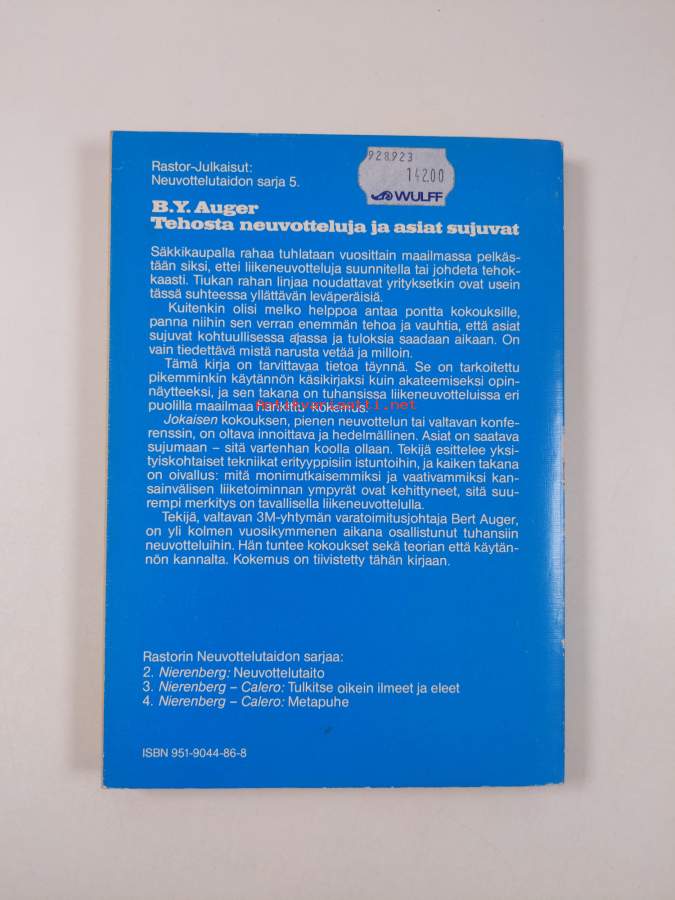 Rastor-Julkaisut:
Neuvottelutaidon sarja 5.
928923
142.00
WULFF
B.Y. Auger
Tehosta neuvotteluja ja asiat sujuvat
Säkkikaupalla rahaa tuhlataan vuosittain maailmassa pelkäs-
tään siksi, ettei liikeneuvotteluja suunnitella tai johdeta tehok-
kaasti. Tiukan rahan linjaa noudattavat yrityksetkin ovat usein
tässä suhteessa yllättävän leväperäisiä.
Kuitenkin olisi melko helppoa antaa pontta kokouksille,
panna niihin sen verran enemmän tehoa ja vauhtia, että asiat
sujuvat kohtuullisessa ajassa ja tuloksia saadaan aikaan. On
vain tiedettävä mistä narusta vetää ja milloin.
Tämä kirja on tarvittavaa tietoa täynnä. Se on tarkoitettu
pikemminkin käytännön käsikirjaksi kuin akateemiseksi opin-
näytteeksi, ja sen takana on tuhansissa liikeneuvotteluissa eri
puolilla maailmaa hankittu kokemus.
Jokaisen kokouksen, pienen neuvottelun tai valtavan konfe-
renssin, on oltava innoittava ja hedelmällinen. Asiat on saatava
sujumaan – sitä vartenhan koolla ollaan. Tekijä esittelee yksi-
tyiskohtaiset tekniikat erityyppisiin istuntoihin, ja kaiken takana
on oivallus: mitä monimutkaisemmiksi ja vaativammiksi kan-
sainvälisen liiketoiminnan ympyrät ovat kehittyneet, sitä suu-
rempi merkitys on tavallisella liikeneuvottelulla.
Tekijä, valtavan 3M-yhtymän varatoimitusjohtaja Bert Auger,
on yli kolmen vuosikymmenen aikana osallistunut tuhansiin
neuvotteluihin. Hän tuntee kokoukset sekä teorian että käytän-
nön kannalta. Kokemus on tiivistetty tähän kirjaan.
Rastorin Neuvottelutaidon sarjaa:
2. Nierenberg: Neuvottelutaito
3. Nierenberg – Calero: Tulkitse oikein ilmeet ja eleet
4. Nierenberg – Calero: Metapuhe
ISBN 951-9044-86-8